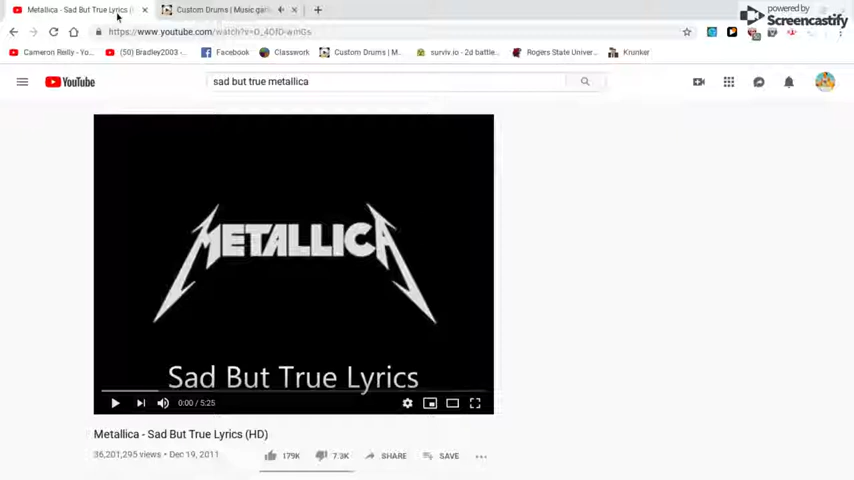 Metallica - Sad But True Lyrics (
Custom Drums | Music gam
powered by
Screencastify
https://www.youtube.com/watch?v=
Cameron Reilly - Yo...
(50) Bradley2003 -...
Facebook
Classwork
Custom Drums | M...
surviv.io - 2d battle...
Rogers State Univer...
Krunker
YouTube
sad but true metallica
METALLICA
Sad But True Lyrics
0:00 / 5:25
Metallica - Sad But True Lyrics (HD)
36,201,295 views • Dec 19, 2011
179K
7.3K
SHARE
SAVE